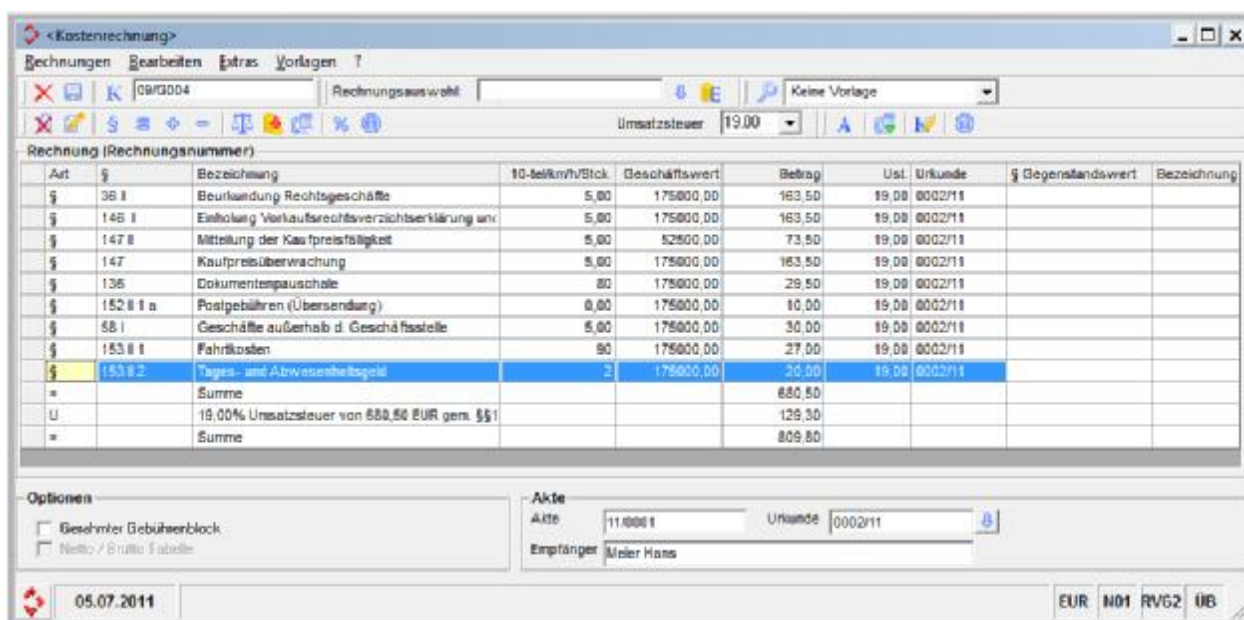 <Kostenrechnung>
Rechnungen Bearbeiten Extras Vorlagen ?
K 09/G004 Rechnungsauswahl E Keine Vorlage
§ % Umsatzsteuer 19.00 A
Rechnung (Rechnungsnummer)
Art § Bezeichnung 10-tel/km/h/Stck. Geschäftswert Betrag Ust. Urkunde § Gegenstandswert Bezeichnung
§ 36 II Beurkundung Rechtsgeschäfte 5,00 175000,00 163,50 19,00 0002/11
§ 146 I Einholung Vorkaufsrechtsverzichtserklärung und 5,00 175000,00 163,50 19,00 0002/11
§ 147 II Mitteilung der Kaufpreisfälligkeit 5,00 52500,00 73,50 19,00 0002/11
§ 147 Kaufpreisüberwachung 5,00 175000,00 163,50 19,00 0002/11
§ 136 Dokumentenpauschale 80 175000,00 29,50 19,00 0002/11
§ 152 II 1 a Postgebühren (Übersendung) 0,00 175000,00 10,00 19,00 0002/11
§ 58 I Geschäfte außerhalb d. Geschäftsstelle 5,00 175000,00 30,00 19,00 0002/11
§ 153 II 1 Fahrtkosten 90 175000,00 27,00 19,00 0002/11
§ 153 II 2 Tages- und Abwesenheitsgeld 2 175000,00 20,00 19,00 0002/11
= Summe 680,50
U 19,00% Umsatzsteuer von 680,50 EUR gem. §§1 129,30
= Summe 809,80
Optionen Akte
Akte 11/0001 Urkunde 0002/11
Gerahmter Gebührenblock
Netto / Brutto Tabelle
Empfänger Meier Hans
05.07.2011 EUR N01 RVG2 ÜB